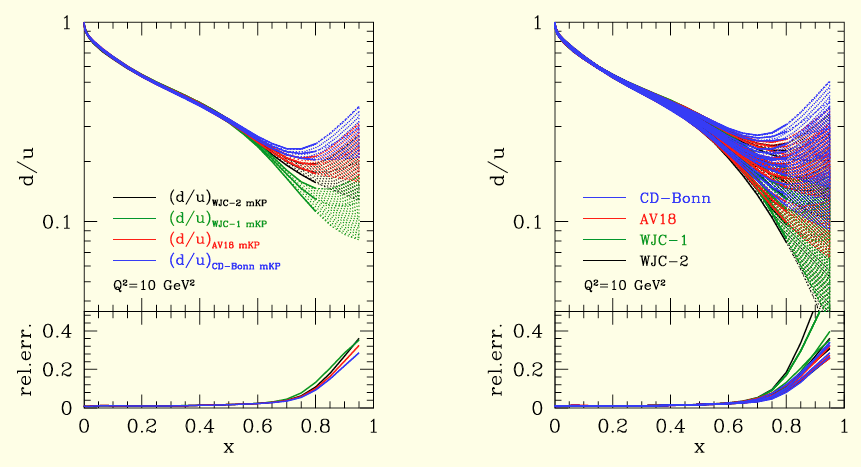 1
d/u
0.1
(d/u)WJC-2 mKP
(d/u)WJC-1 mKP
(d/u)AV18 mKP
(d/u)CD-Bonn mKP
Q²=10 GeV²
rel.err.
0.4
0.2
0
0 0.2 0.4 0.6 0.8 1
x
1
d/u
0.1
CD-Bonn
AV18
WJC-1
WJC-2
Q²=10 GeV²
rel.err.
0.4
0.2
0
0 0.2 0.4 0.6 0.8 1
x